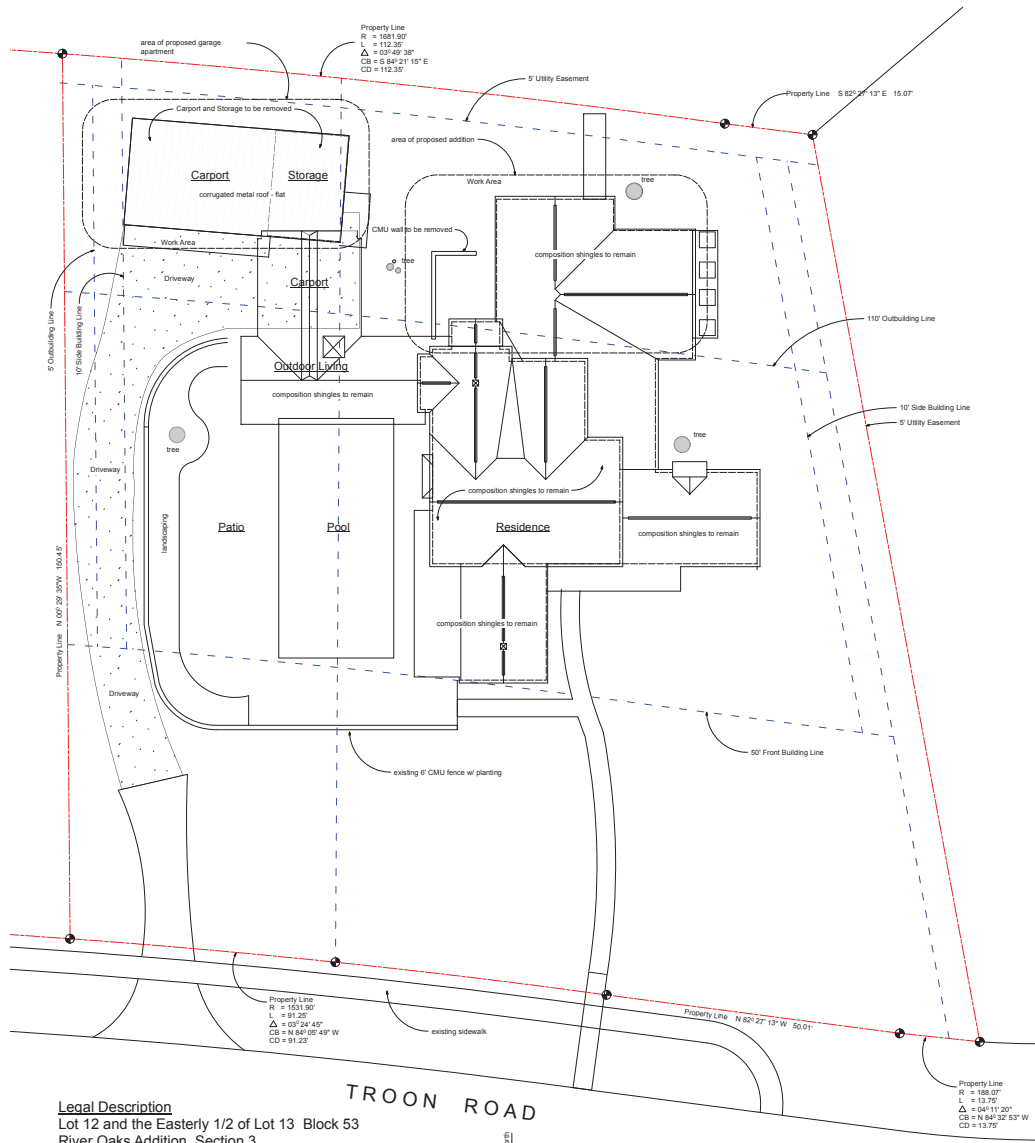 Property Line
R = 1681.90'
L = 112.35'
Δ = 03º 49' 38"
CB = S 84º 21' 15" E
CD = 112.35'
area of proposed garage
apartment
5' Utility Easement
Property Line S 82º 27' 13" E 15.07'
Carport and Storage to be removed
area of proposed addition
Carport
Storage
corrugated metal roof - flat
Work Area
tree
Work Area
CMU wall to be removed
composition shingles to remain
tree
Driveway
Carport
5' Outbuilding Line
10' Side Building Line
110' Outbuilding Line
Outdoor Living
composition shingles to remain
10' Side Building Line
5' Utility Easement
tree
tree
Driveway
composition shingles to remain
landscaping
Patio
Pool
Residence
composition shingles to remain
Property Line N 00º 29' 35"W 150.45'
composition shingles to remain
Driveway
50' Front Building Line
existing 6' CMU fence w/ planting
Property Line
R = 1531.90'
L = 91.25'
Δ = 03º 24' 45"
CB = N 84º 05' 49" W
CD = 91.23'
existing sidewalk
Property Line N 82º 27' 13" W 50.01'
Property Line
R = 188.07'
L = 13.75'
Δ = 04º 11' 20"
CB = N 84º 32' 53" W
CD = 13.75'
TROON ROAD
Legal Description
Lot 12 and the Easterly 1/2 of Lot 13 Block 53
River Oaks Addition, Section 3